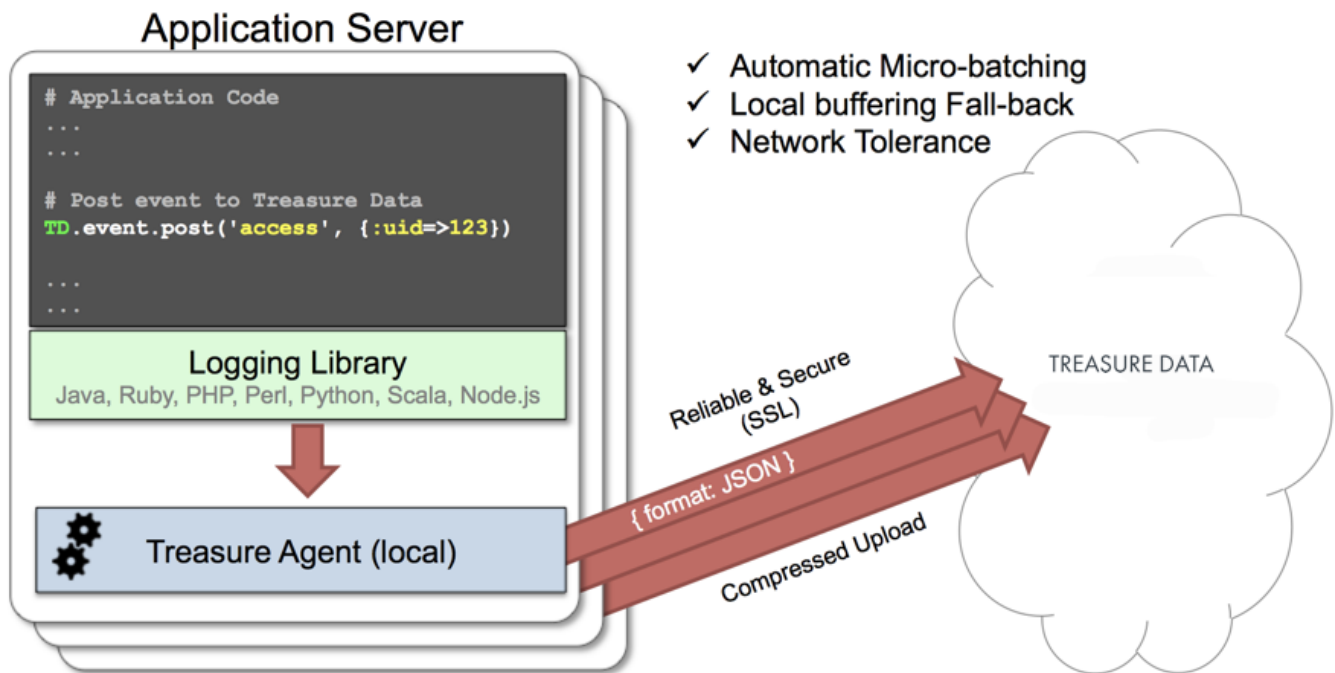 Application Server
# Application Code
...
...
# Post event to Treasure Data
TD.event.post('access', {:uid=>123})
...
...
Logging Library
Java, Ruby, PHP, Perl, Python, Scala, Node.js
Treasure Agent (local)
✓ Automatic Micro-batching
✓ Local buffering Fall-back
✓ Network Tolerance
Reliable & Secure
(SSL)
{ format: JSON }
Compressed Upload
TREASURE DATA